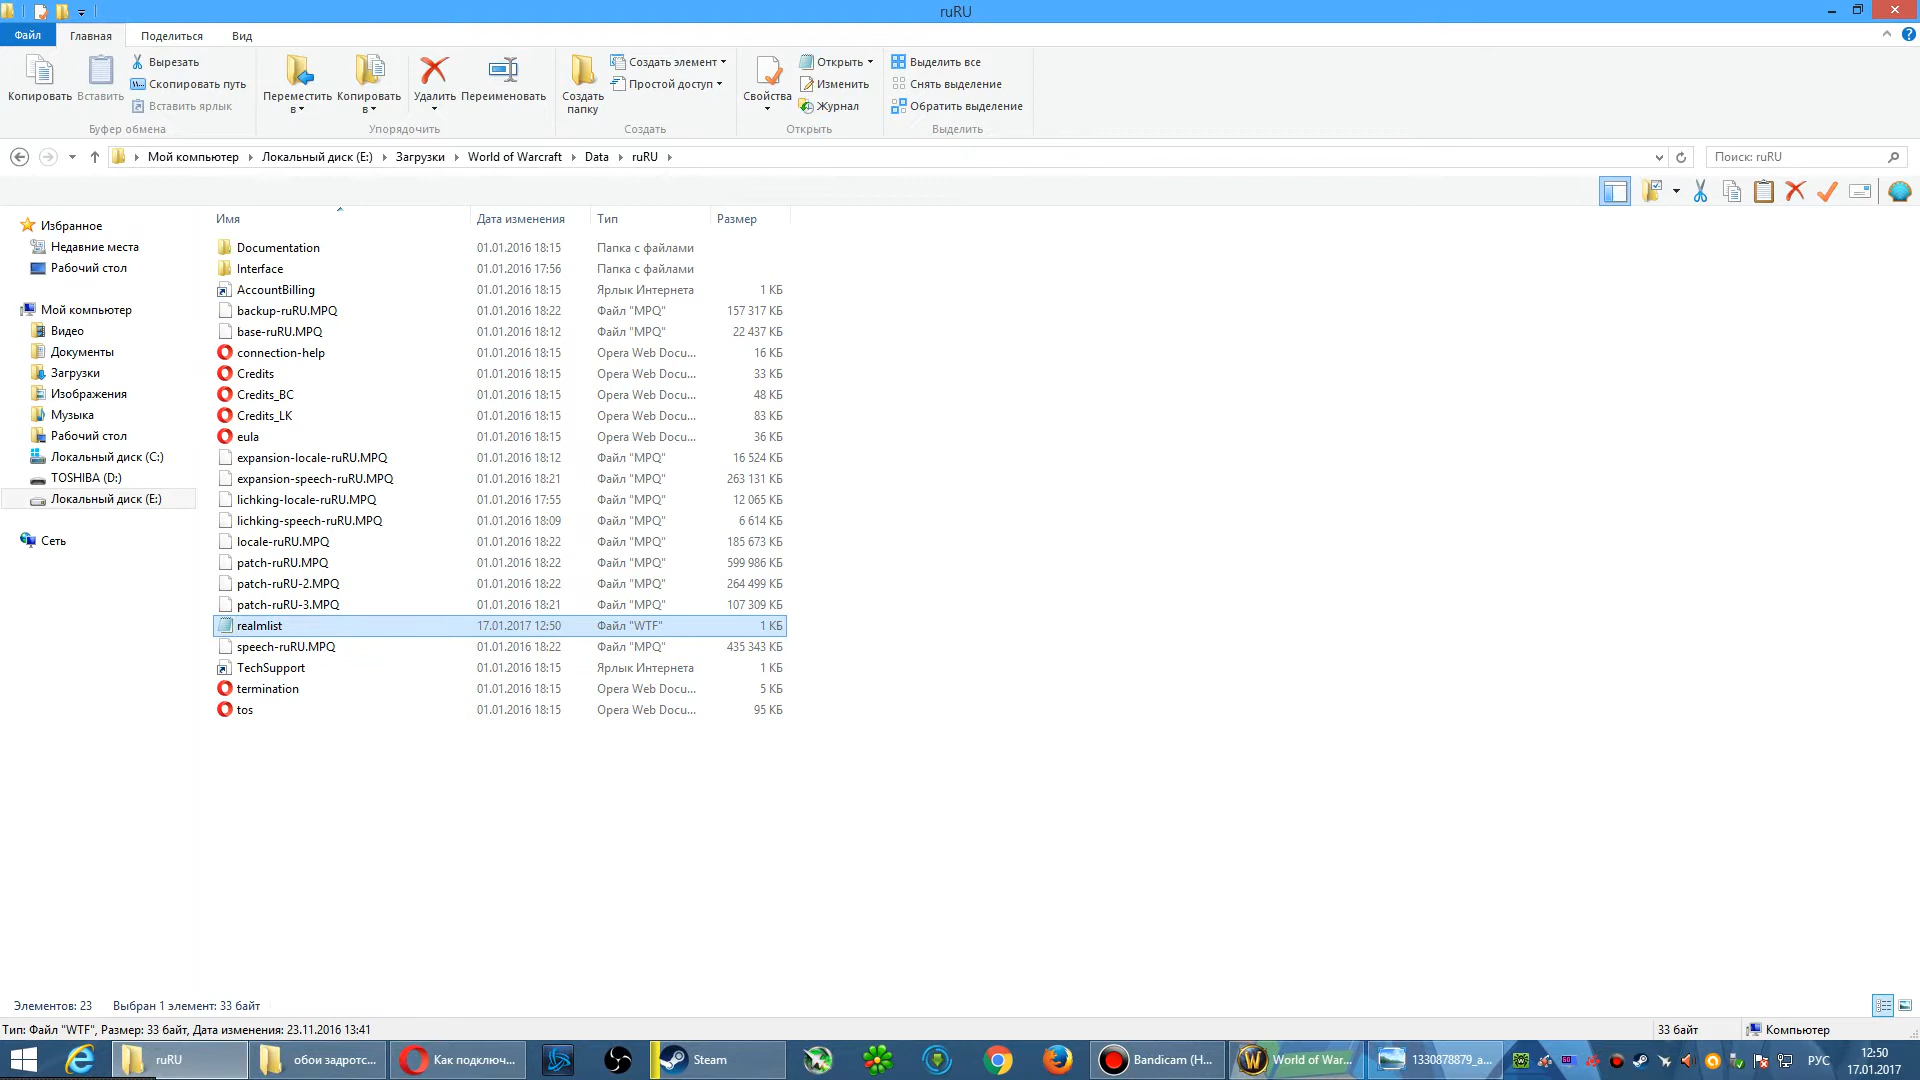 ruRU
Файл Главная Поделиться Вид
Копировать Вставить Вырезать Скопировать путь Вставить ярлык
Переместить в Копировать в Удалить Переименовать
Создать папку Создать элемент Простой доступ
Свойства Открыть Изменить Журнал
Выделить все Снять выделение Обратить выделение
Буфер обмена Упорядочить Создать Открыть Выделить
Мой компьютер Локальный диск (E:) Загрузки World of Warcraft Data ruRU Поиск: ruRU
Избранное
Недавние места
Рабочий стол
Мой компьютер
Видео
Документы
Загрузки
Изображения
Музыка
Рабочий стол
Локальный диск (C:)
TOSHIBA (D:)
Локальный диск (E:)
Сеть
Имя Дата изменения Тип Размер
Documentation 01.01.2016 18:15 Папка с файлами
Interface 01.01.2016 17:56 Папка с файлами
AccountBilling 01.01.2016 18:15 Ярлык Интернета 1 КБ
backup-ruRU.MPQ 01.01.2016 18:22 Файл "MPQ" 157 317 КБ
base-ruRU.MPQ 01.01.2016 18:12 Файл "MPQ" 22 437 КБ
connection-help 01.01.2016 18:15 Opera Web Docu... 16 КБ
Credits 01.01.2016 18:15 Opera Web Docu... 33 КБ
Credits_BC 01.01.2016 18:15 Opera Web Docu... 48 КБ
Credits_LK 01.01.2016 18:15 Opera Web Docu... 83 КБ
eula 01.01.2016 18:15 Opera Web Docu... 36 КБ
expansion-locale-ruRU.MPQ 01.01.2016 18:12 Файл "MPQ" 16 524 КБ
expansion-speech-ruRU.MPQ 01.01.2016 18:21 Файл "MPQ" 263 131 КБ
lichking-locale-ruRU.MPQ 01.01.2016 17:55 Файл "MPQ" 12 065 КБ
lichking-speech-ruRU.MPQ 01.01.2016 18:09 Файл "MPQ" 6 614 КБ
locale-ruRU.MPQ 01.01.2016 18:22 Файл "MPQ" 185 673 КБ
patch-ruRU.MPQ 01.01.2016 18:22 Файл "MPQ" 599 986 КБ
patch-ruRU-2.MPQ 01.01.2016 18:22 Файл "MPQ" 264 499 КБ
patch-ruRU-3.MPQ 01.01.2016 18:21 Файл "MPQ" 107 309 КБ
realmlist 17.01.2017 12:50 Файл "WTF" 1 КБ
speech-ruRU.MPQ 01.01.2016 18:22 Файл "MPQ" 435 343 КБ
TechSupport 01.01.2016 18:15 Ярлык Интернета 1 КБ
termination 01.01.2016 18:15 Opera Web Docu... 5 КБ
tos 01.01.2016 18:15 Opera Web Docu... 95 КБ
Элементов: 23 Выбран 1 элемент: 33 байт
Тип: Файл "WTF", Размер: 33 байт, Дата изменения: 23.11.2016 13:41 33 байт Компьютер
ruRU обои задротс... Как подключ... Steam Bandicam (H... World of War... 1330878879_a... РУС 12:50
17.01.2017